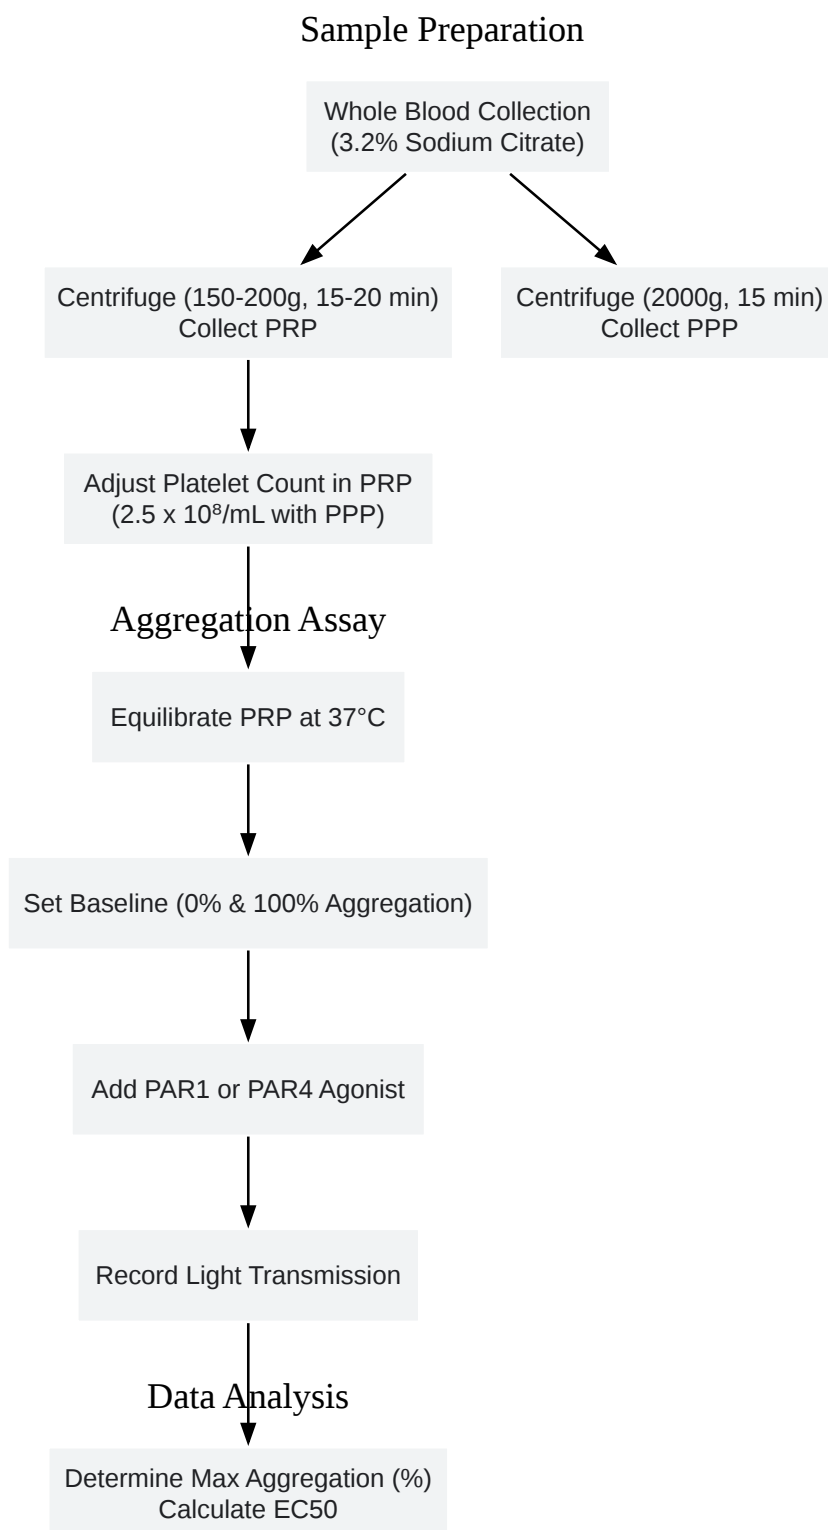 Sample Preparation
Whole Blood Collection
(3.2% Sodium Citrate)
Centrifuge (150-200g, 15-20 min)
Collect PRP
Centrifuge (2000g, 15 min)
Collect PPP
Adjust Platelet Count in PRP
(2.5 x 10⁸/mL with PPP)
Aggregation Assay
Equilibrate PRP at 37°C
Set Baseline (0% & 100% Aggregation)
Add PAR1 or PAR4 Agonist
Record Light Transmission
Data Analysis
Determine Max Aggregation (%)
Calculate EC50